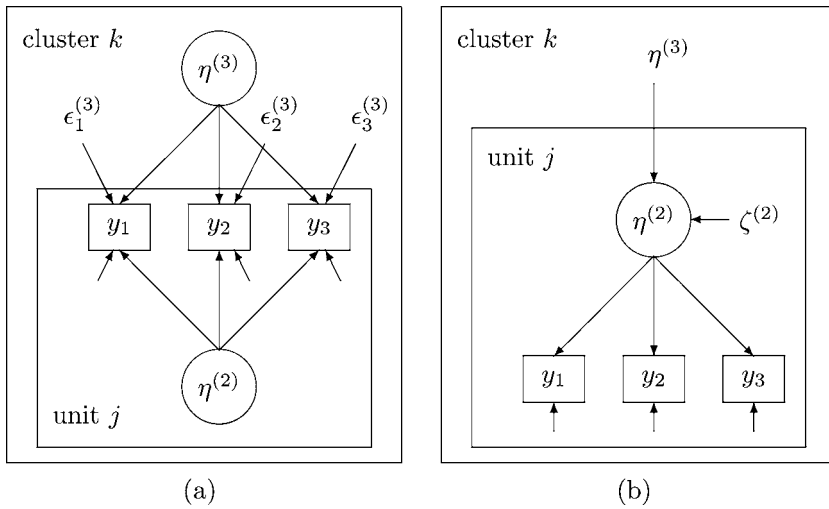 cluster k
η(3)
ϵ1(3)
ϵ2(3)
ϵ3(3)
unit j
y1
y2
y3
η(2)
(a)
cluster k
η(3)
unit j
η(2)
ζ(2)
y1
y2
y3
(b)